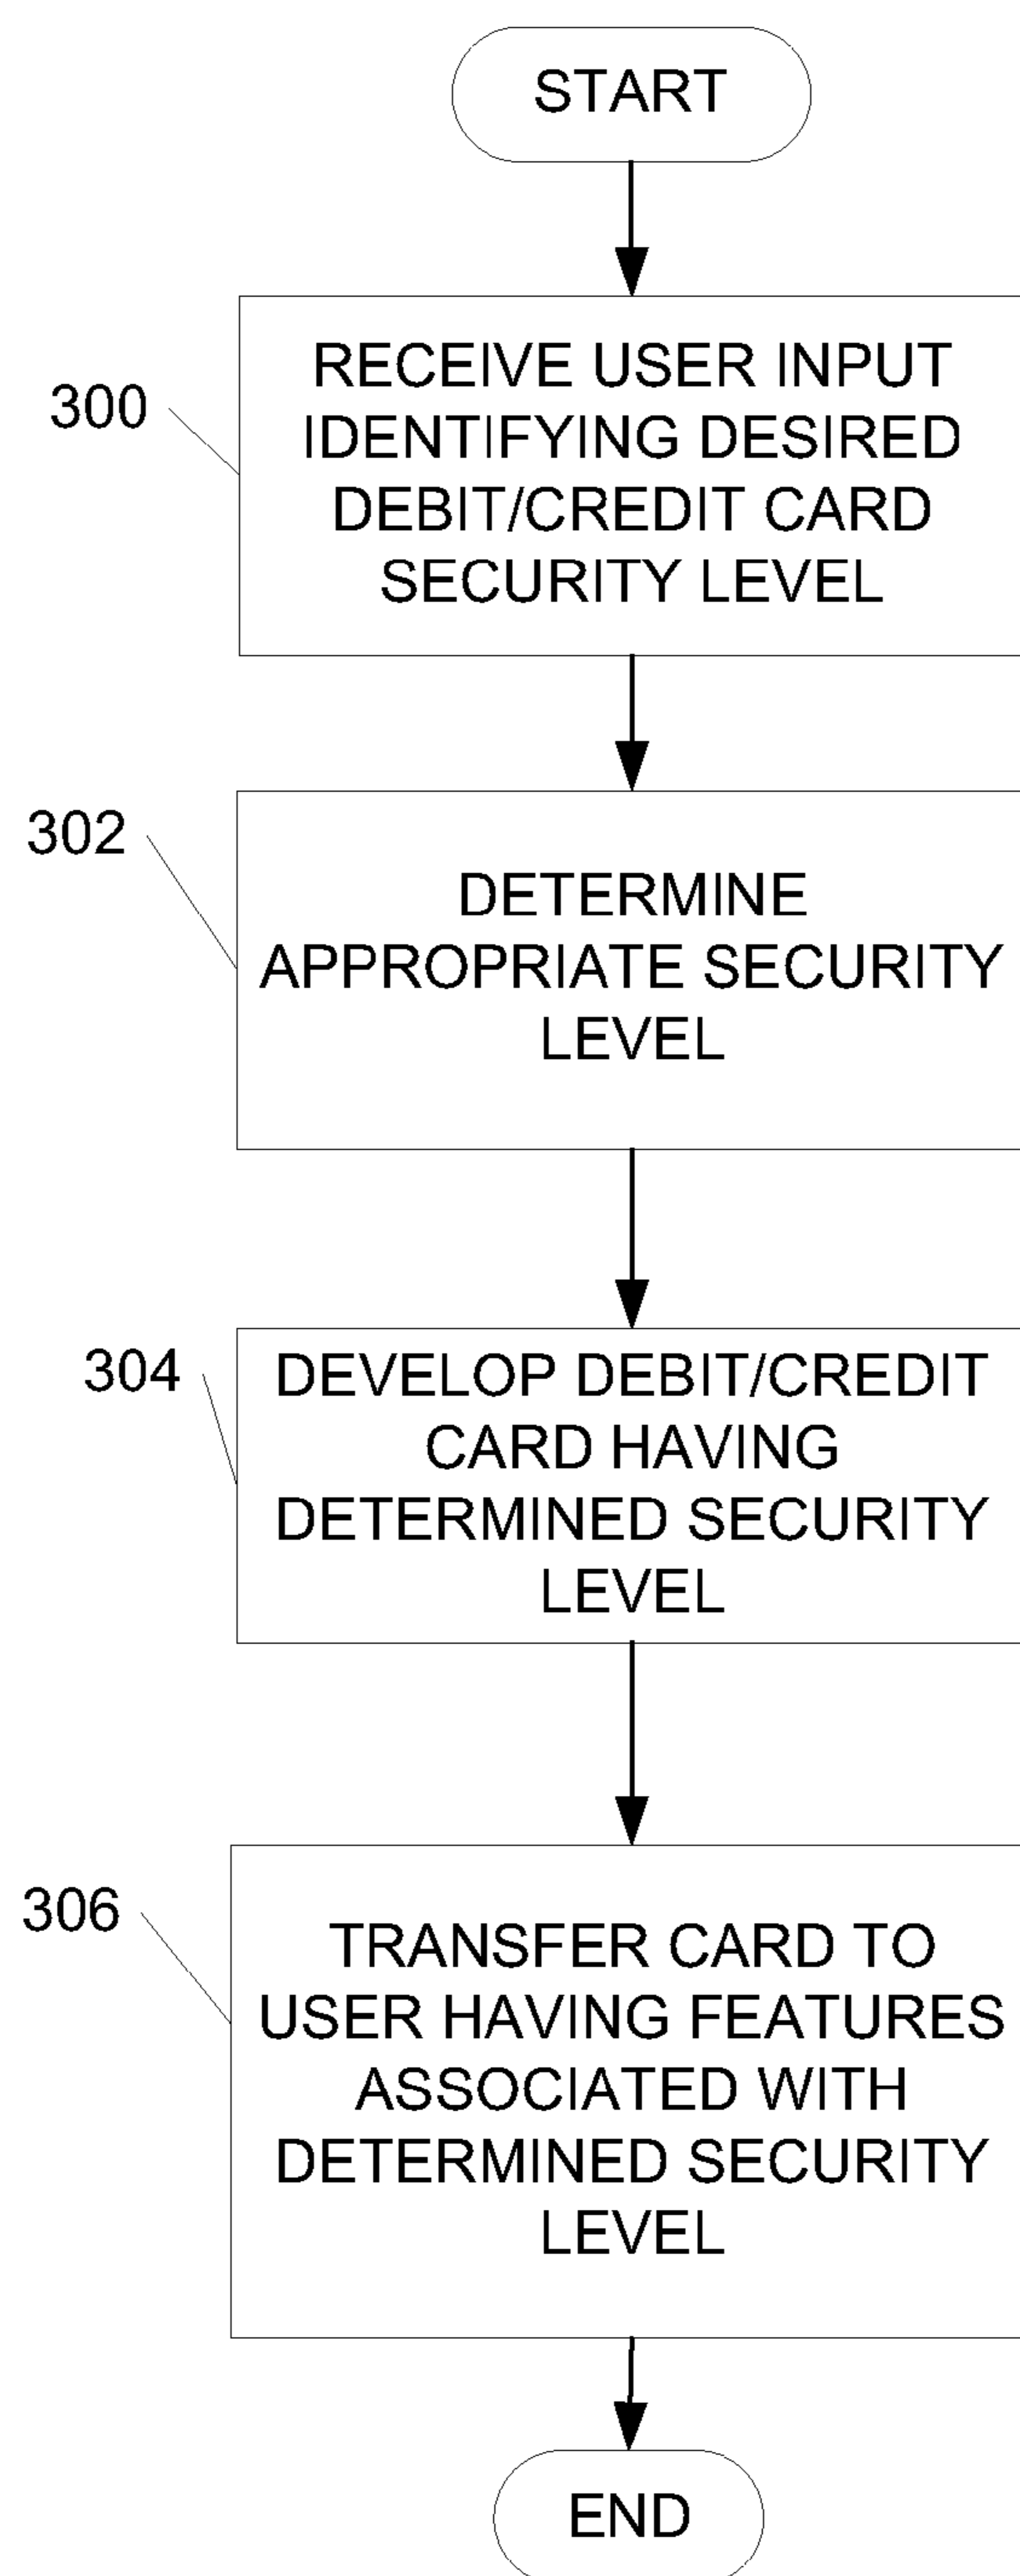 START
300
RECEIVE USER INPUT
IDENTIFYING DESIRED
DEBIT/CREDIT CARD
SECURITY LEVEL
302
DETERMINE
APPROPRIATE SECURITY
LEVEL
304
DEVELOP DEBIT/CREDIT
CARD HAVING
DETERMINED SECURITY
LEVEL
306
TRANSFER CARD TO
USER HAVING FEATURES
ASSOCIATED WITH
DETERMINED SECURITY
LEVEL
END